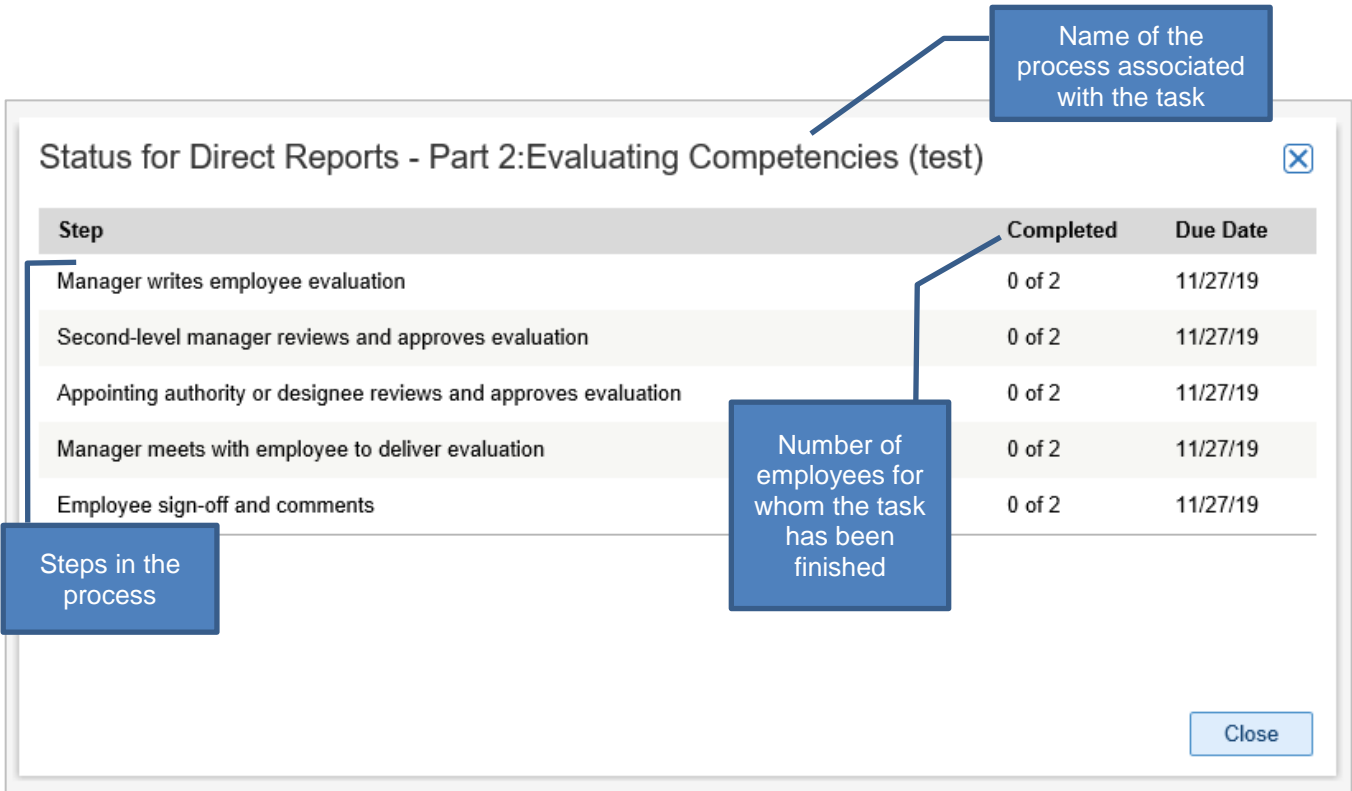 Name of the
process associated
with the task
Status for Direct Reports - Part 2:Evaluating Competencies (test)
Step Completed Due Date
Manager writes employee evaluation 0 of 2 11/27/19
Second-level manager reviews and approves evaluation 0 of 2 11/27/19
Appointing authority or designee reviews and approves evaluation 0 of 2 11/27/19
Manager meets with employee to deliver evaluation 0 of 2 11/27/19
Employee sign-off and comments 0 of 2 11/27/19
Number of
employees for
whom the task
has been
finished
Steps in the
process
Close